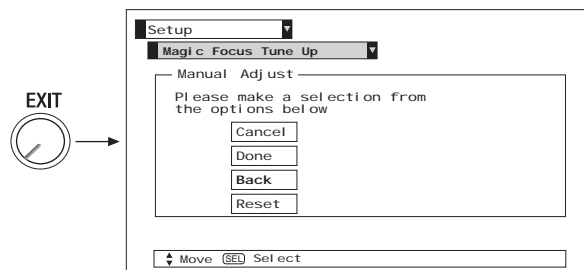 Setup
Magic Focus Tune Up
Manual Adjust
Please make a selection from
the options below
EXIT
Cancel
Done
Back
Reset
Move SEL Select